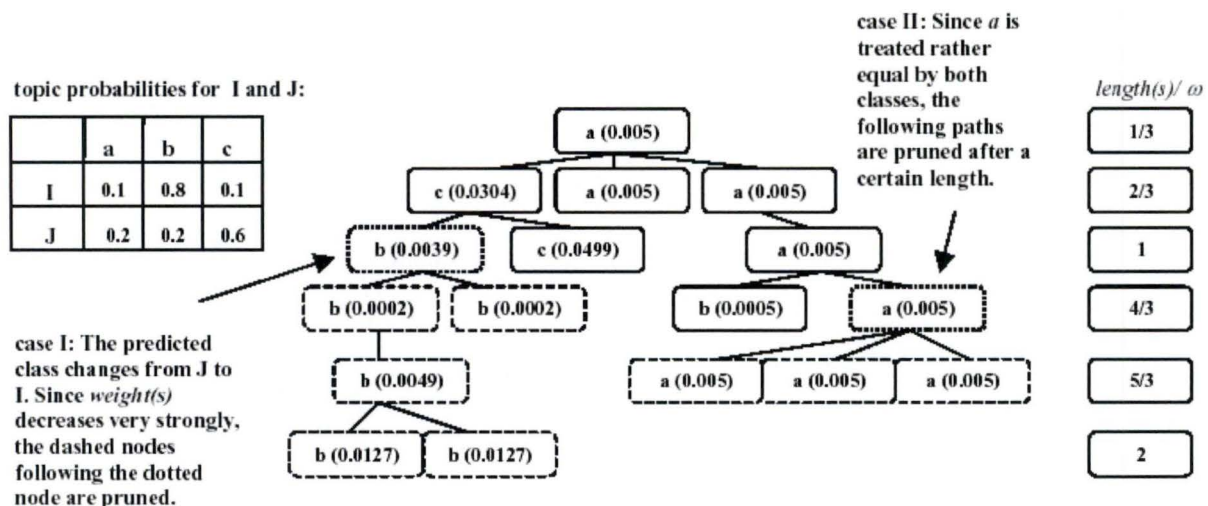 case II: Since a is
treated rather
equal by both
classes, the
following paths
are pruned after a
certain length.
topic probabilities for I and J:
a b c
I 0.1 0.8 0.1
J 0.2 0.2 0.6
length(s)/ ω
a (0.005) 1/3
c (0.0304) a (0.005) a (0.005) 2/3
b (0.0039) c (0.0499) a (0.005) 1
b (0.0002) b (0.0002) b (0.0005) a (0.005) 4/3
b (0.0049) a (0.005) a (0.005) a (0.005) 5/3
b (0.0127) b (0.0127) 2
case I: The predicted
class changes from J to
I. Since weight(s)
decreases very strongly,
the dashed nodes
following the dotted
node are pruned.